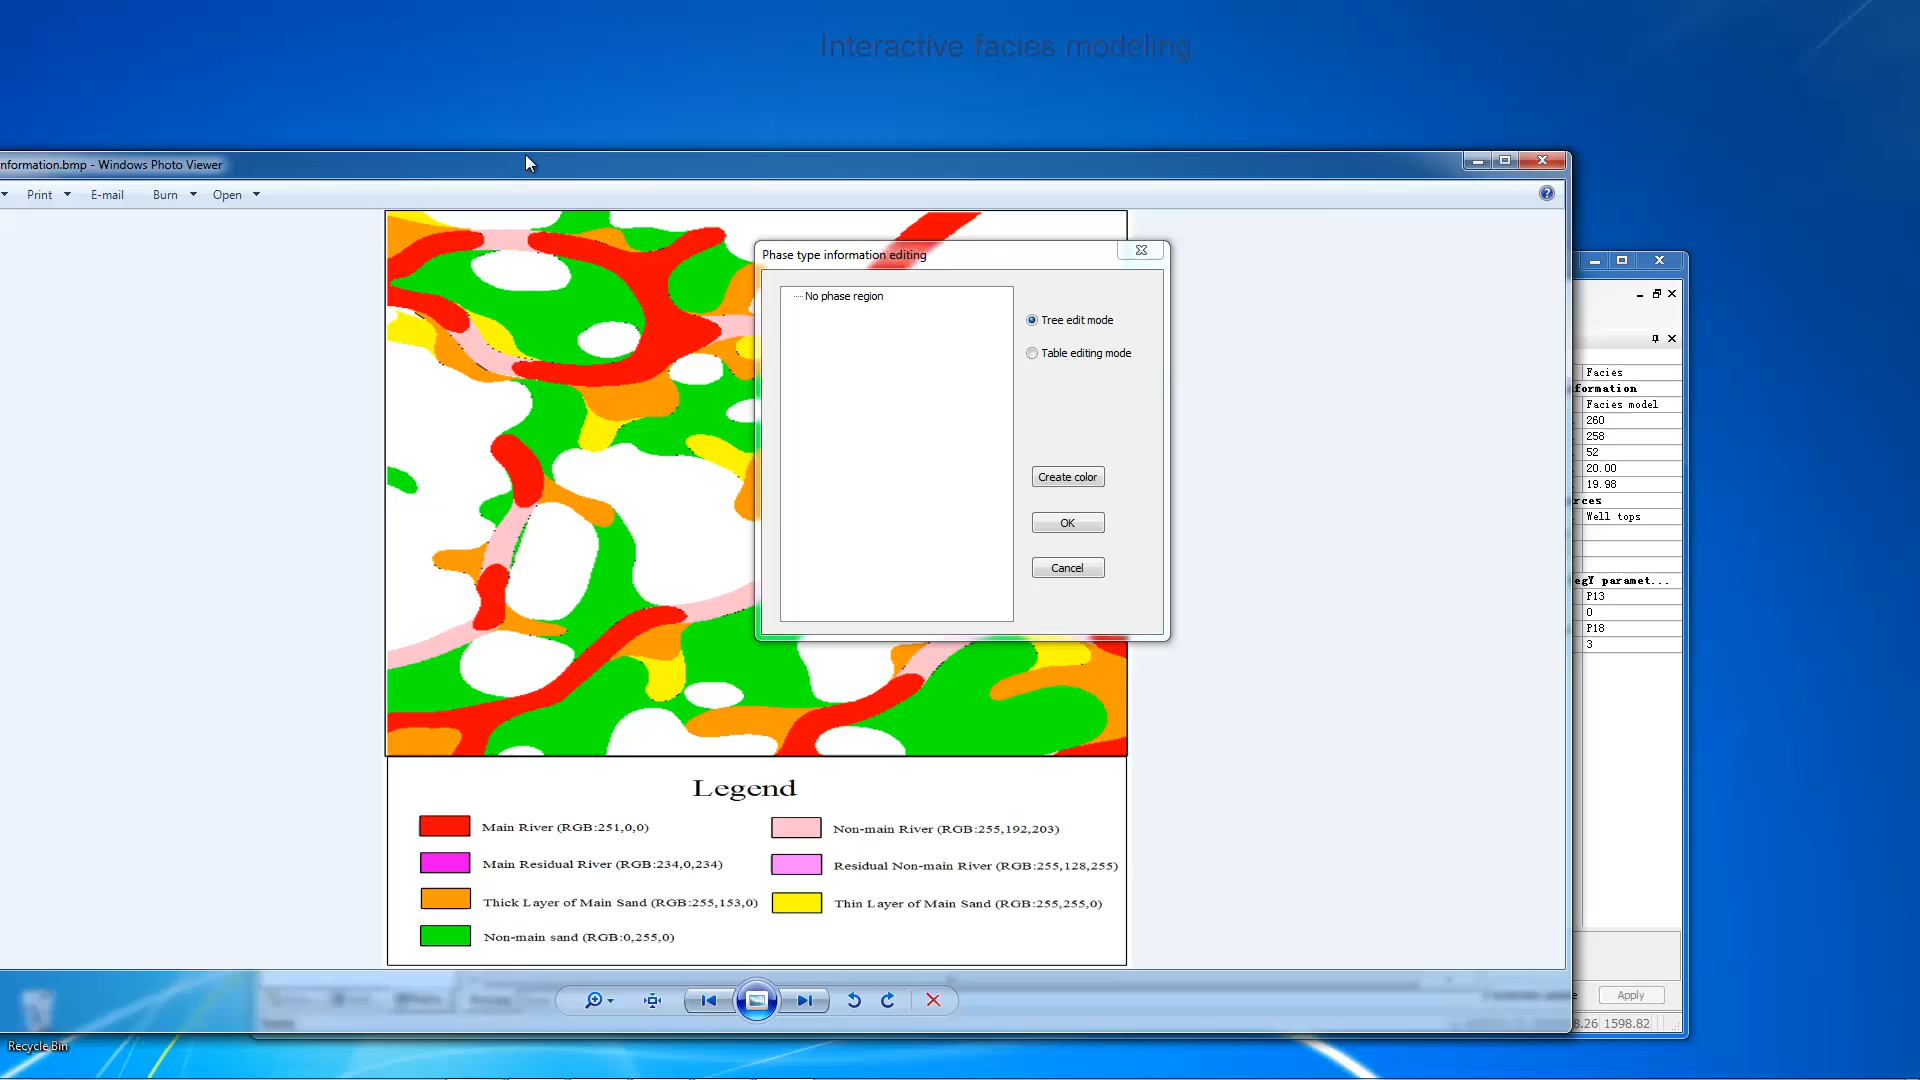 Interactive facies modeling
nformation.bmp - Windows Photo Viewer
Print E-mail Burn Open
Phase type information editing
No phase region
Tree edit mode
Table editing mode
Create color
OK
Cancel
Facies
formation
Facies model
260
258
52
20.00
19.98
rces
Well tops
egY paramet...
P13
0
P18
3
Legend
Main River (RGB:251,0,0)
Non-main River (RGB:255,192,203)
Main Residual River (RGB:234,0,234)
Residual Non-main River (RGB:255,128,255)
Thick Layer of Main Sand (RGB:255,153,0)
Thin Layer of Main Sand (RGB:255,255,0)
Non-main sand (RGB:0,255,0)
Apply
8.26 1598.82
Recycle Bin